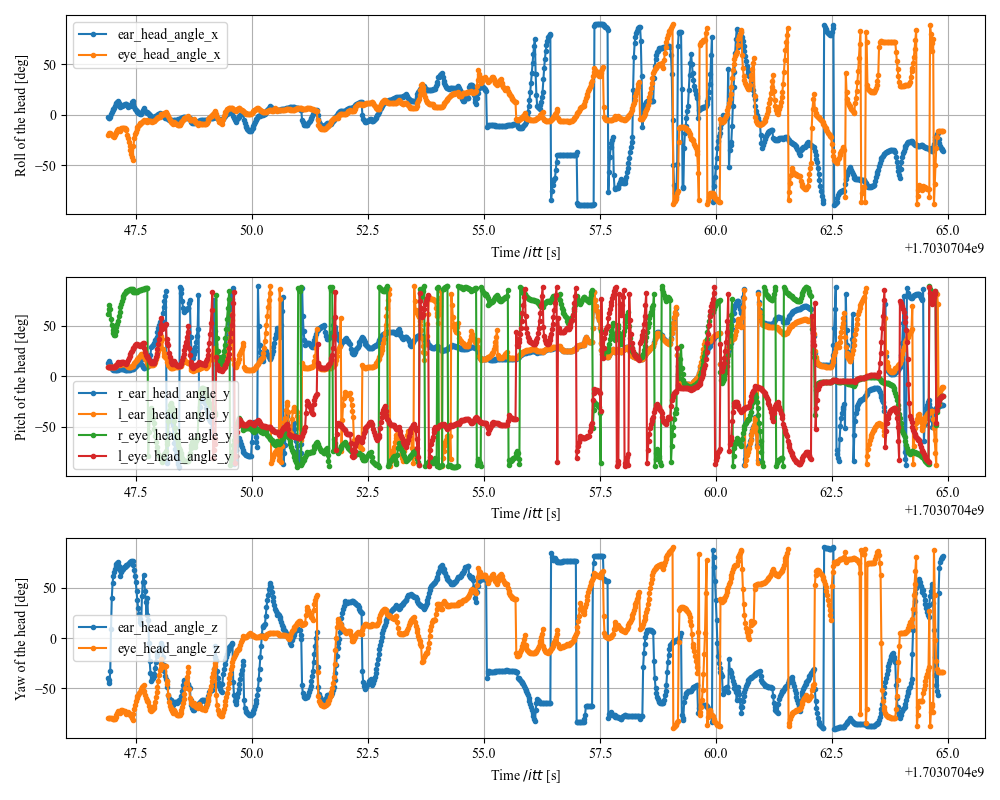 Roll of the head [deg]
50
0
−50
ear_head_angle_x
eye_head_angle_x
47.5 50.0 52.5 55.0 57.5 60.0 62.5 65.0
Time /itt [s]
+1.7030704e9
Pitch of the head [deg]
50
0
−50
r_ear_head_angle_y
l_ear_head_angle_y
r_eye_head_angle_y
l_eye_head_angle_y
47.5 50.0 52.5 55.0 57.5 60.0 62.5 65.0
Time /itt [s]
+1.7030704e9
Yaw of the head [deg]
50
0
−50
ear_head_angle_z
eye_head_angle_z
47.5 50.0 52.5 55.0 57.5 60.0 62.5 65.0
Time /itt [s]
+1.7030704e9